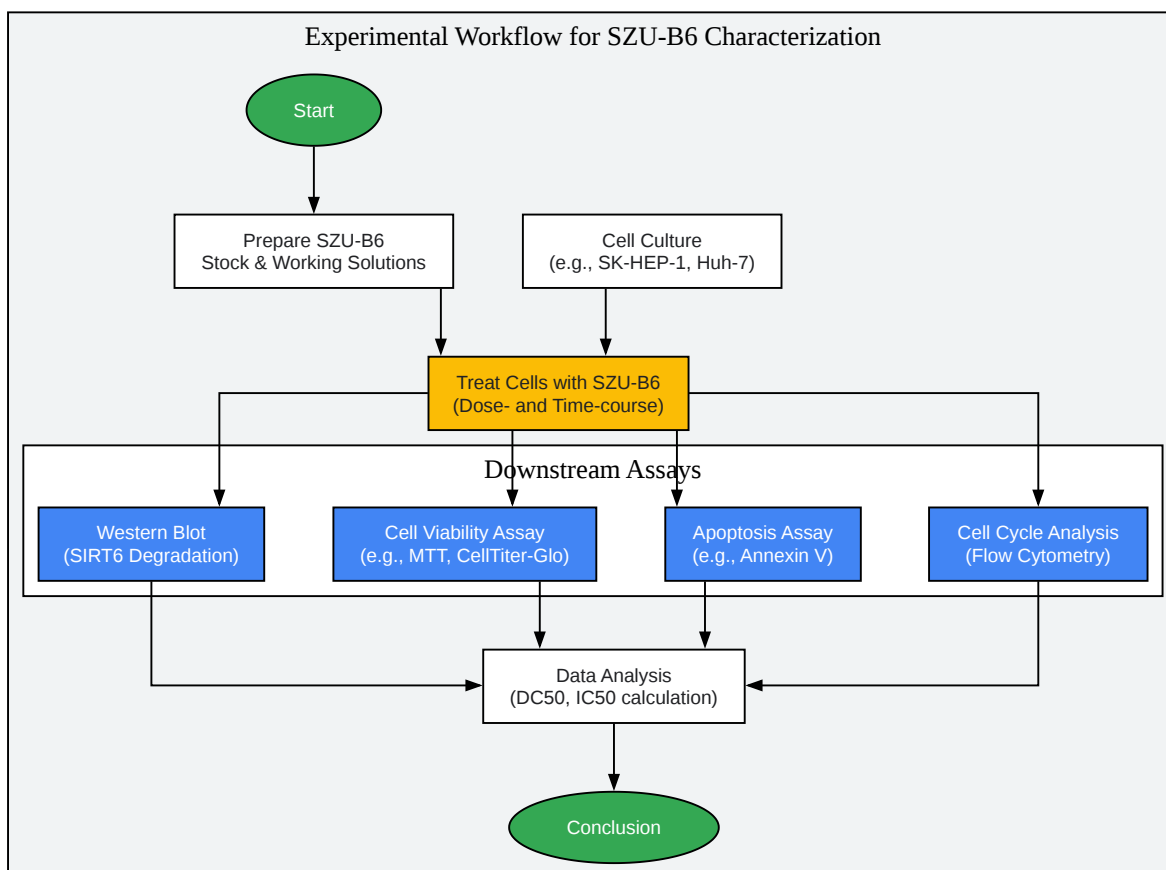 Experimental Workflow for SZU-B6 Characterization
Start
Prepare SZU-B6
Stock & Working Solutions
Cell Culture
(e.g., SK-HEP-1, Huh-7)
Treat Cells with SZU-B6
(Dose- and Time-course)
Downstream Assays
Western Blot
(SIRT6 Degradation)
Cell Viability Assay
(e.g., MTT, CellTiter-Glo)
Apoptosis Assay
(e.g., Annexin V)
Cell Cycle Analysis
(Flow Cytometry)
Data Analysis
(DC50, IC50 calculation)
Conclusion